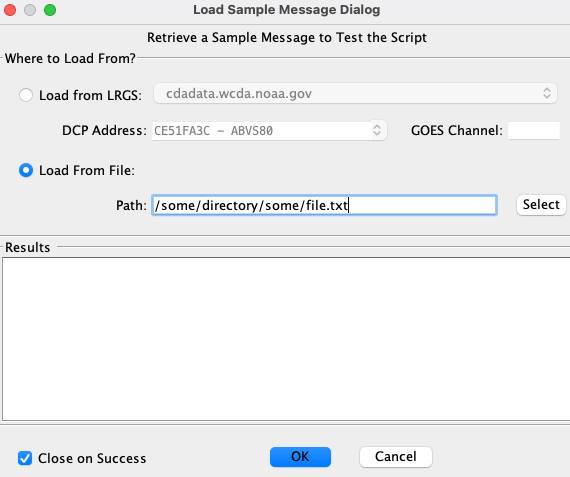 Load Sample Message Dialog
Retrieve a Sample Message to Test the Script
Where to Load From?
Load from LRGS: cdadata.wcda.noaa.gov
DCP Address: CE51FA3C - ABVS80 GOES Channel:
Load From File:
Path: /some/directory/some/file.txt Select
Results
Close on Success OK Cancel